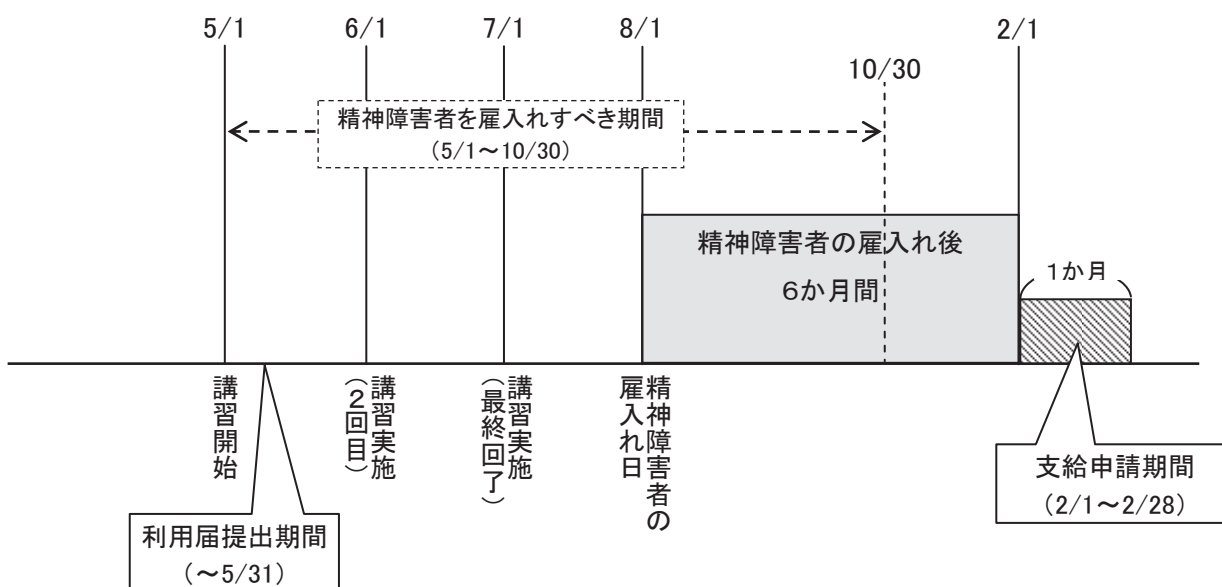 5/1
6/1
7/1
8/1
2/1
10/30
精神障害者を雇入れすべき期間
(5/1～10/30)
精神障害者の雇入れ後
６か月間
１か月
講習開始
講習実施
(２回目)
講習実施
(最終回了)
精神障害者の
雇入れ日
利用届提出期間
(～5/31)
支給申請期間
(2/1～2/28)